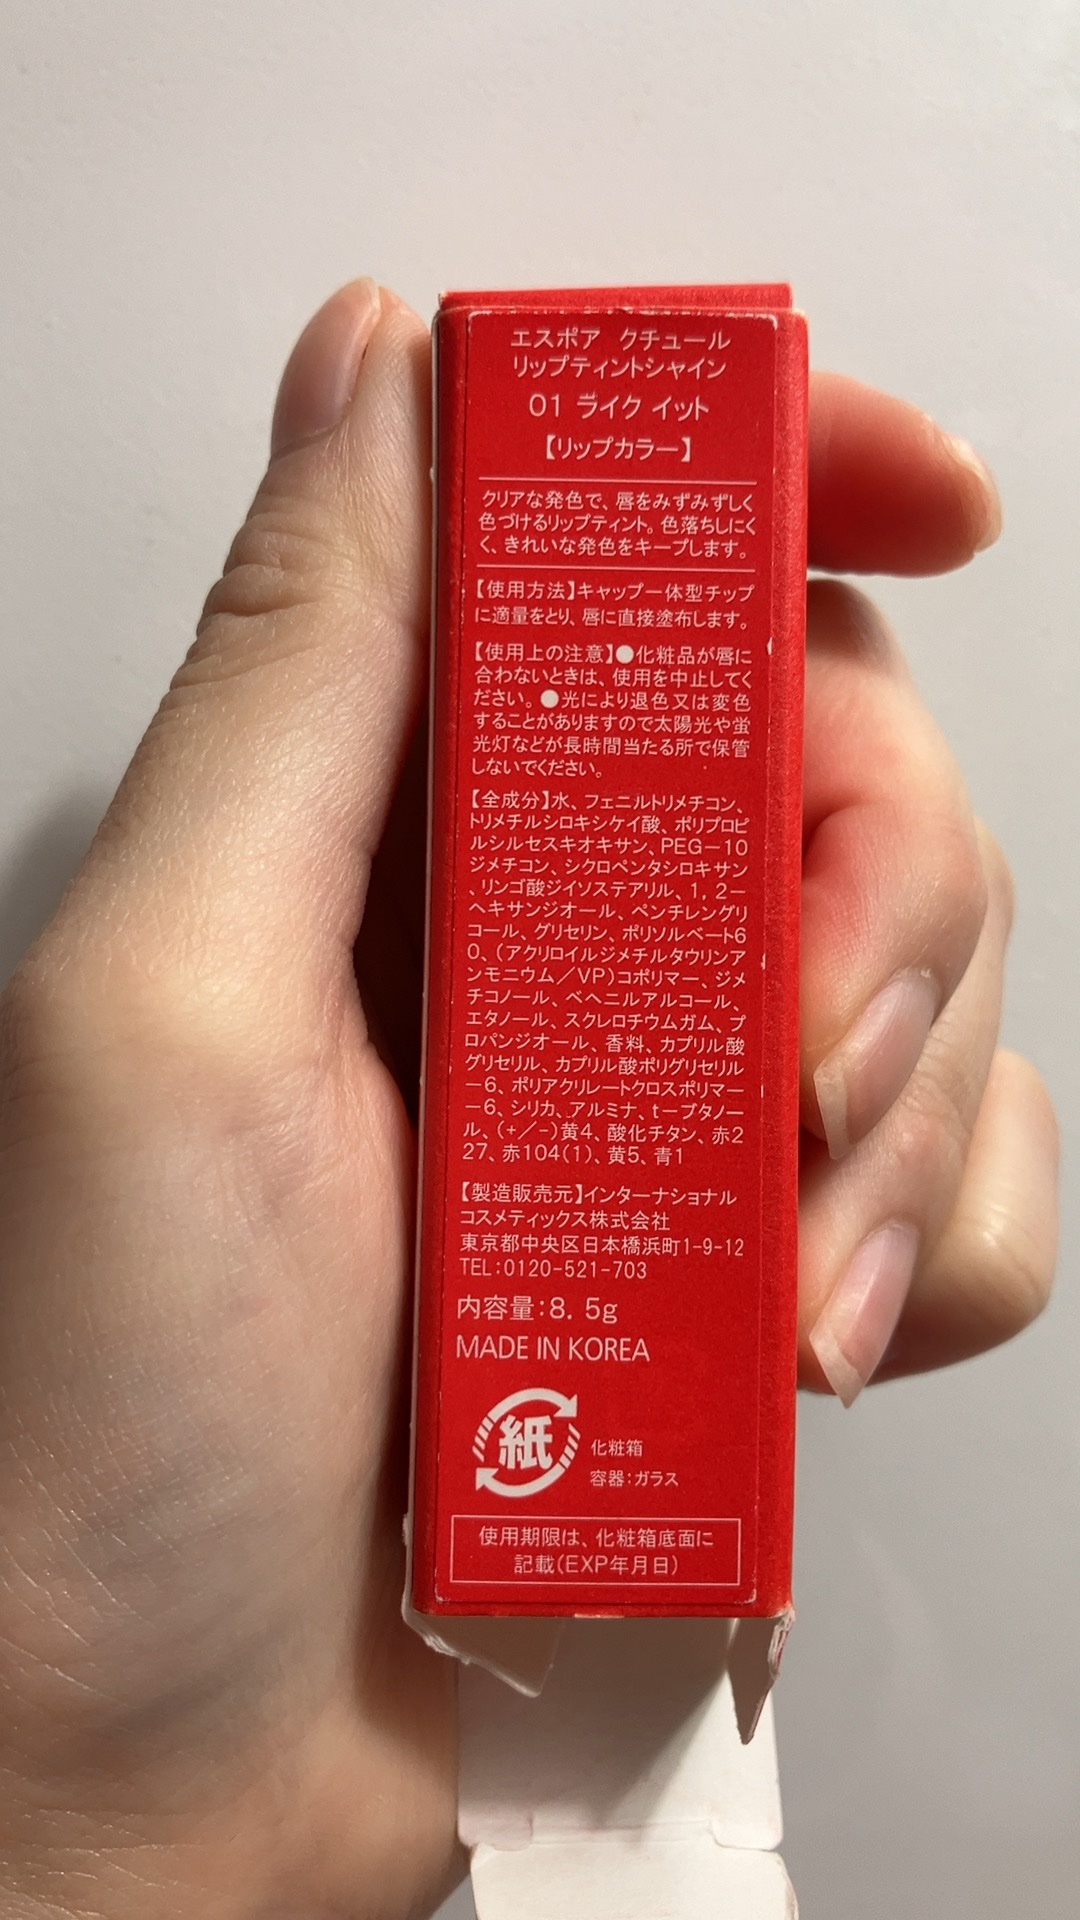 エスポア クチュール
リップティントシャイン
01 ライク イット
【リップカラー】
クリアな発色で、唇をみずみずしく
色づけるリップティント。色落ちしにく
く、きれいな発色をキープします。
【使用方法】キャップ一体型チップ
に適量をとり、唇に直接塗布します。
【使用上の注意】●化粧品が唇に
合わないときは、使用を中止してく
ださい。●光により退色又は変色
することがありますので太陽光や蛍
光灯などが長時間当たる所で保管
しないでください。
【全成分】水、フェニルトリメチコン、
トリメチルシロキシケイ酸、ポリプロピ
ルシルセスキオキサン、PEG-10
ジメチコン、シクロペンタシロキサン
、リンゴ酸ジイソステアリル、1,2-
ヘキサンジオール、ペンチレングリ
コール、グリセリン、ポリソルベート6
0、(アクリロイルジメチルタウリンア
ンモニウム/VP)コポリマー、ジメ
チコノール、ベヘニルアルコール、
エタノール、スクレロチウムガム、プ
ロパンジオール、香料、カプリル酸
グリセリル、カプリル酸ポリグリセリル
-6、ポリアクリレートクロスポリマー
-6、シリカ、アルミナ、t-ブタノー
ル、(+/-)黄4、酸化チタン、赤2
27、赤104(1)、黄5、青1
【製造販売元】インターナショナル
コスメティックス株式会社
東京都中央区日本橋浜町1-9-12
TEL:0120-521-703
内容量:8.5g
MADE IN KOREA
紙
化粧箱
容器:ガラス
使用期限は、化粧箱底面に
記載(EXP年月日)